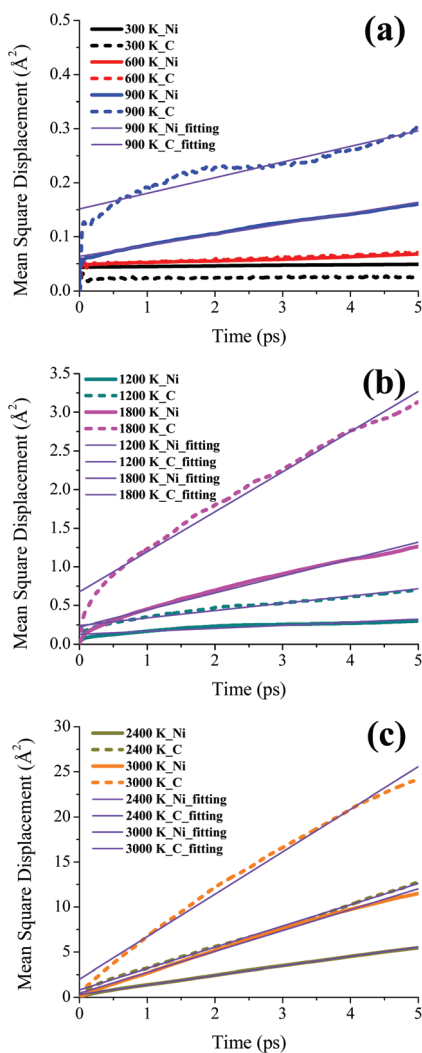 (a)
300 K_Ni
300 K_C
600 K_Ni
600 K_C
900 K_Ni
900 K_C
900 K_Ni_fitting
900 K_C_fitting
Mean Square Displacement (Å²)
0.5
0.4
0.3
0.2
0.1
0.0
0 1 2 3 4 5
Time (ps)
(b)
1200 K_Ni
1200 K_C
1800 K_Ni
1800 K_C
1200 K_Ni_fitting
1200 K_C_fitting
1800 K_Ni_fitting
1800 K_C_fitting
Mean Square Displacement (Å²)
3.5
3.0
2.5
2.0
1.5
1.0
0.5
0.0
0 1 2 3 4 5
Time (ps)
(c)
2400 K_Ni
2400 K_C
3000 K_Ni
3000 K_C
2400 K_Ni_fitting
2400 K_C_fitting
3000 K_Ni_fitting
3000 K_C_fitting
Mean Square Displacement (Å²)
30
25
20
15
10
5
0
0 1 2 3 4 5
Time (ps)